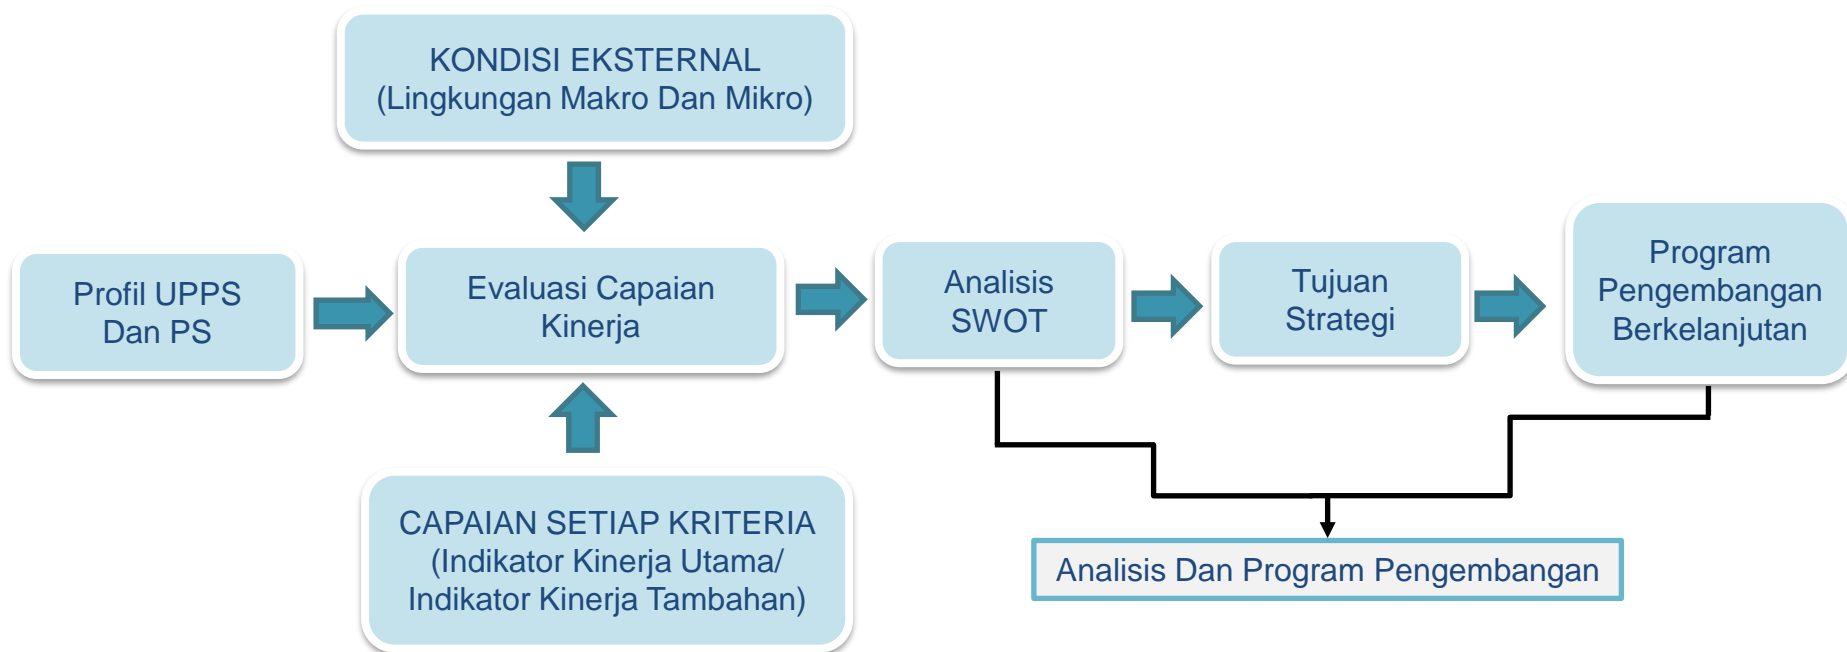 KONDISI EKSTERNAL
(Lingkungan Makro Dan Mikro)
Profil UPPS
Dan PS
Evaluasi Capaian
Kinerja
Analisis
SWOT
Tujuan
Strategi
Program
Pengembangan
Berkelanjutan
CAPAIAN SETIAP KRITERIA
(Indikator Kinerja Utama/
Indikator Kinerja Tambahan)
Analisis Dan Program Pengembangan